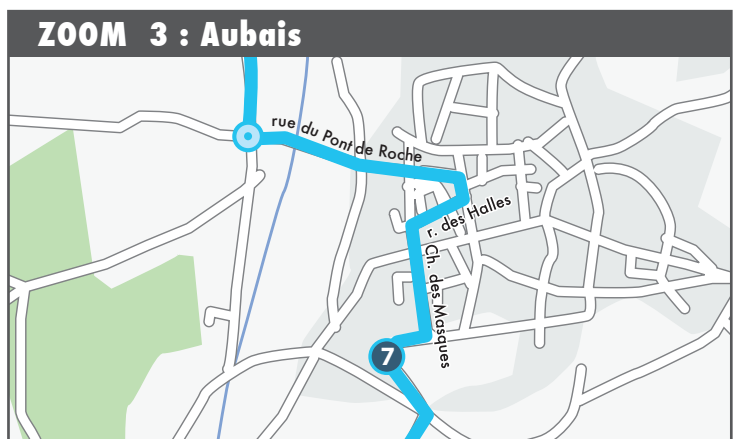 ZOOM 3 : Aubais
rue du Pont de Roche
r. des Halles
Ch. des Masques
7